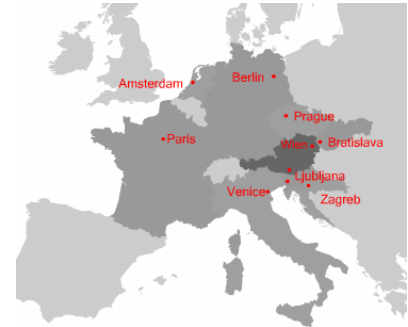 Amsterdam
Berlin
Prague
Paris
Wien
Bratislava
Ljubljana
Venice
Zagreb